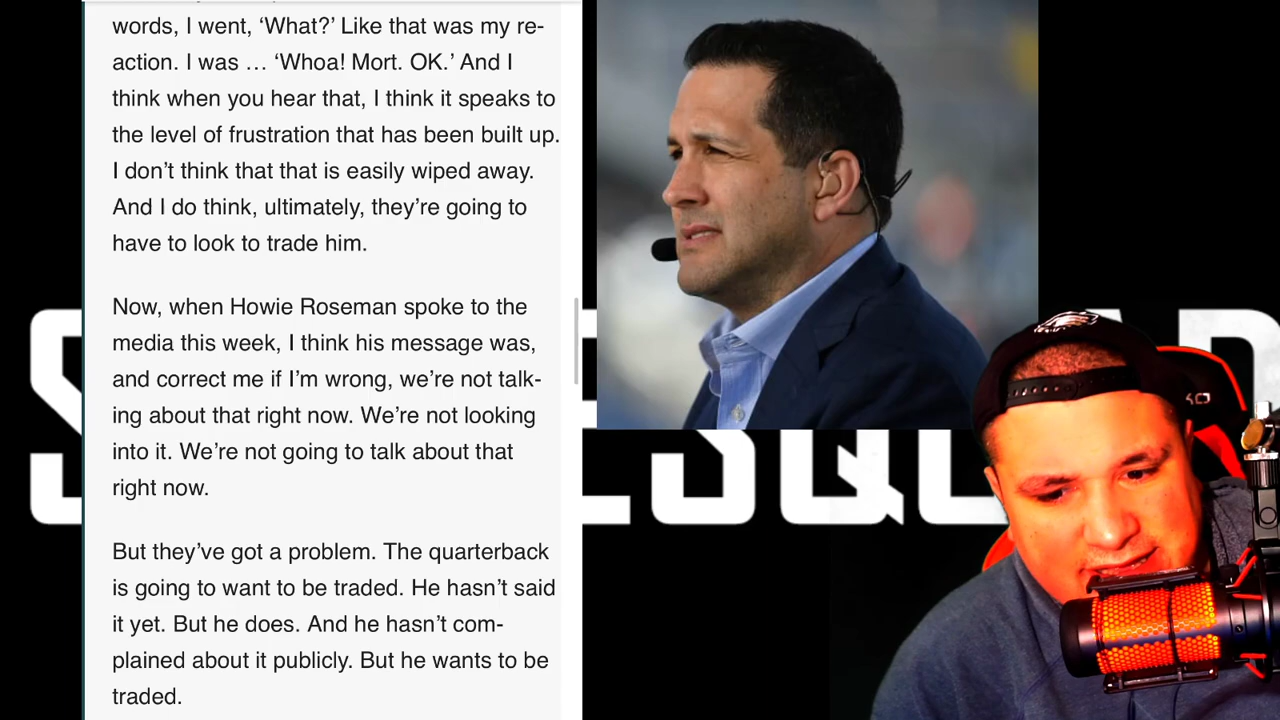 words, I went, ‘What?’ Like that was my re-
action. I was … ‘Whoa! Mort. OK.’ And I
think when you hear that, I think it speaks to
the level of frustration that has been built up.
I don’t think that that is easily wiped away.
And I do think, ultimately, they’re going to
have to look to trade him.
Now, when Howie Roseman spoke to the
media this week, I think his message was,
and correct me if I’m wrong, we’re not talk-
ing about that right now. We’re not looking
into it. We’re not going to talk about that
right now.
But they’ve got a problem. The quarterback
is going to want to be traded. He hasn’t said
it yet. But he does. And he hasn’t com-
plained about it publicly. But he wants to be
traded.